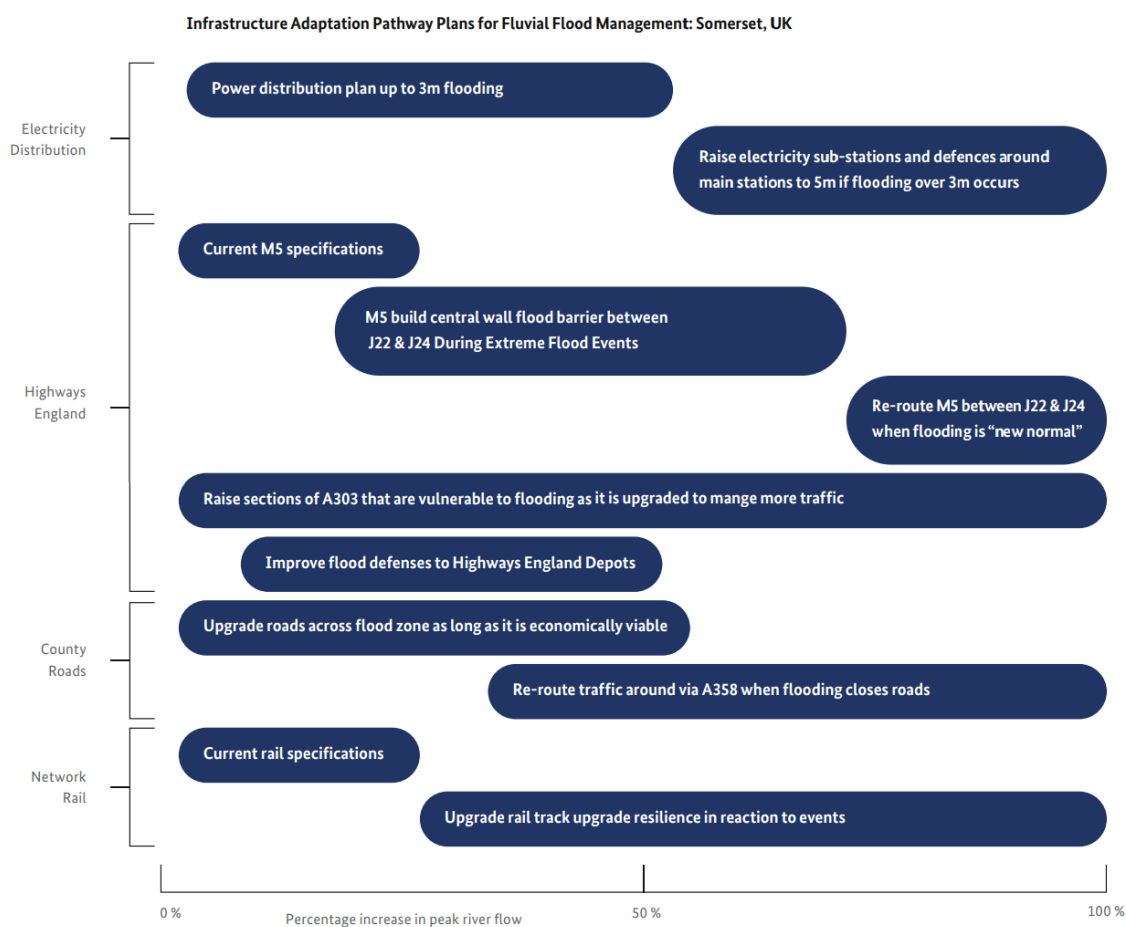 Infrastructure Adaptation Pathway Plans for Fluvial Flood Management: Somerset, UK
Electricity
Distribution
Power distribution plan up to 3m flooding
Raise electricity sub-stations and defences around
main stations to 5m if flooding over 3m occurs
Highways
England
Current M5 specifications
M5 build central wall flood barrier between
J22 & J24 During Extreme Flood Events
Re-route M5 between J22 & J24
when flooding is “new normal”
Raise sections of A303 that are vulnerable to flooding as it is upgraded to mange more traffic
Improve flood defenses to Highways England Depots
County
Roads
Upgrade roads across flood zone as long as it is economically viable
Re-route traffic around via A358 when flooding closes roads
Network
Rail
Current rail specifications
Upgrade rail track upgrade resilience in reaction to events
0 %
50 %
100 %
Percentage increase in peak river flow